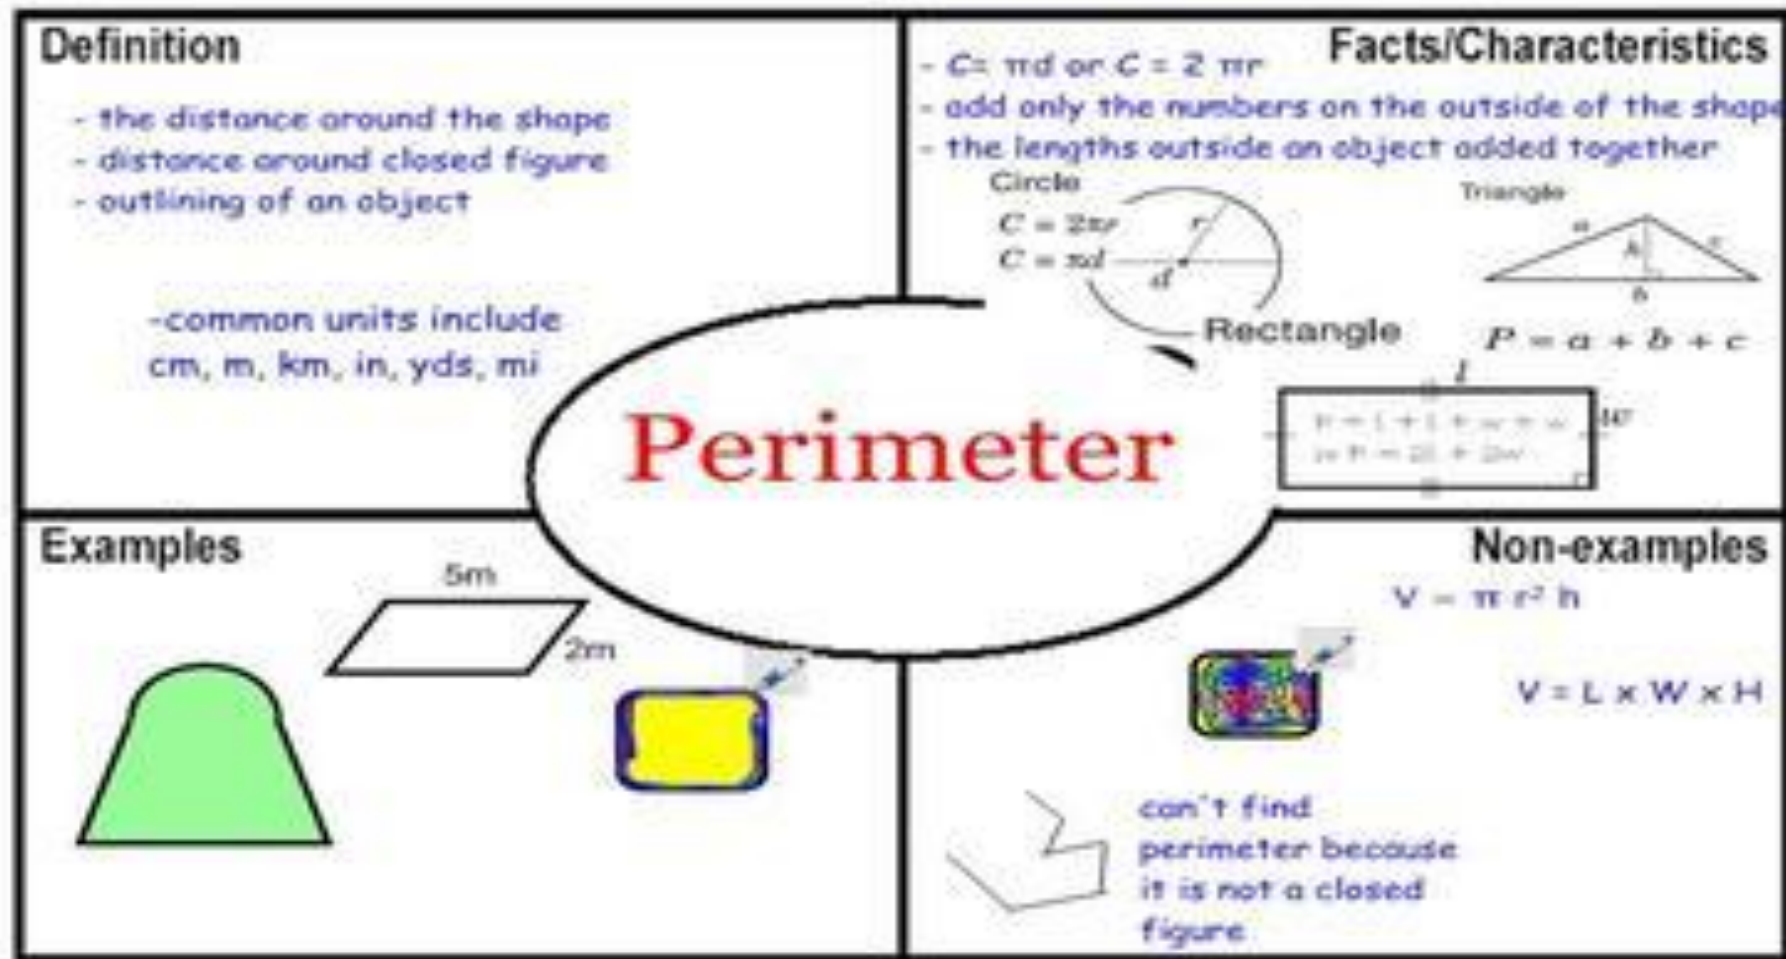 Definition
- the distance around the shape
- distance around closed figure
- outlining of an object
-common units include
cm, m, km, in, yds, mi
Facts/Characteristics
- C= πd or C = 2 πr
- add only the numbers on the outside of the shape
- the lengths outside an object added together
Circle
C = 2πr
C = πd
r
d
Triangle
a
h
c
b
P = a + b + c
Rectangle
l
w
P = l + l + w + w
or P = 2l + 2w
Perimeter
Examples
5m
2m
Non-examples
V = π r² h
V = L x W x H
can't find
perimeter because
it is not a closed
figure